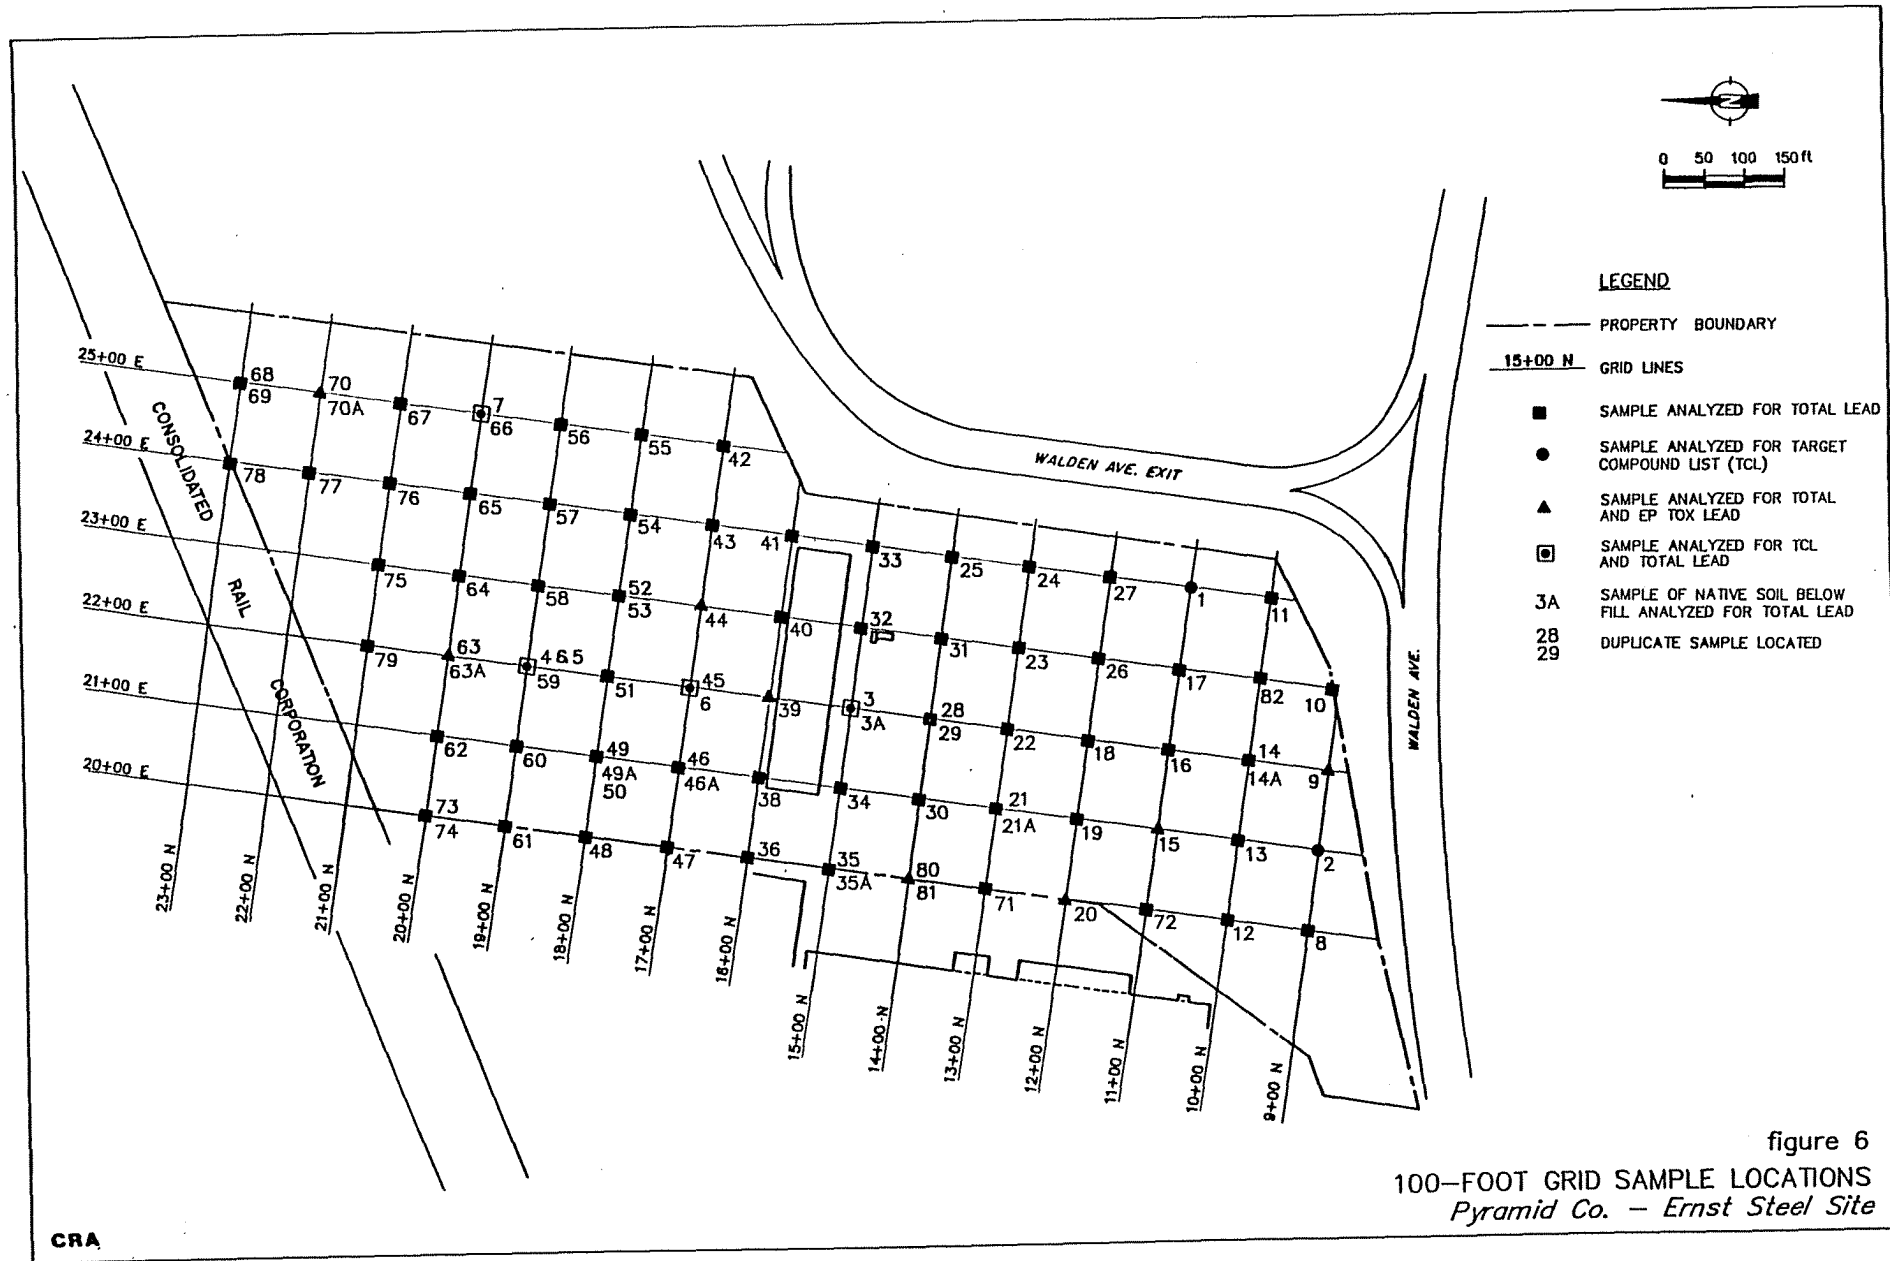 N
0 50 100 150ft
LEGEND
PROPERTY BOUNDARY
15+00 N GRID LINES
SAMPLE ANALYZED FOR TOTAL LEAD
SAMPLE ANALYZED FOR TARGET
COMPOUND LIST (TCL)
SAMPLE ANALYZED FOR TOTAL
AND EP TOX LEAD
SAMPLE ANALYZED FOR TCL
AND TOTAL LEAD
3A SAMPLE OF NATIVE SOIL BELOW
FILL ANALYZED FOR TOTAL LEAD
28
29
DUPLICATE SAMPLE LOCATED
WALDEN AVE. EXIT
WALDEN AVE.
CONSOLIDATED
RAIL
CORPORATION
25+00 E
68
69
70
70A
67
7
66
56
55
42
24+00 E
78
77
76
65
57
54
43
41
33
25
24
27
1
11
23+00 E
75
64
58
52
53
44
40
32
31
23
26
17
82
10
22+00 E
79
63
63A
4&5
59
51
45
6
39
3
3A
28
29
22
18
16
14
14A
9
21+00 E
62
60
49
49A
50
46
46A
38
34
30
21
21A
19
15
13
2
20+00 E
73
74
61
48
47
36
35
35A
80
81
71
20
72
12
8
23+00 N
22+00 N
21+00 N
20+00 N
19+00 N
18+00 N
17+00 N
16+00 N
15+00 N
14+00 N
13+00 N
12+00 N
11+00 N
10+00 N
9+00 N
figure 6
100-FOOT GRID SAMPLE LOCATIONS
Pyramid Co. - Ernst Steel Site
CRA